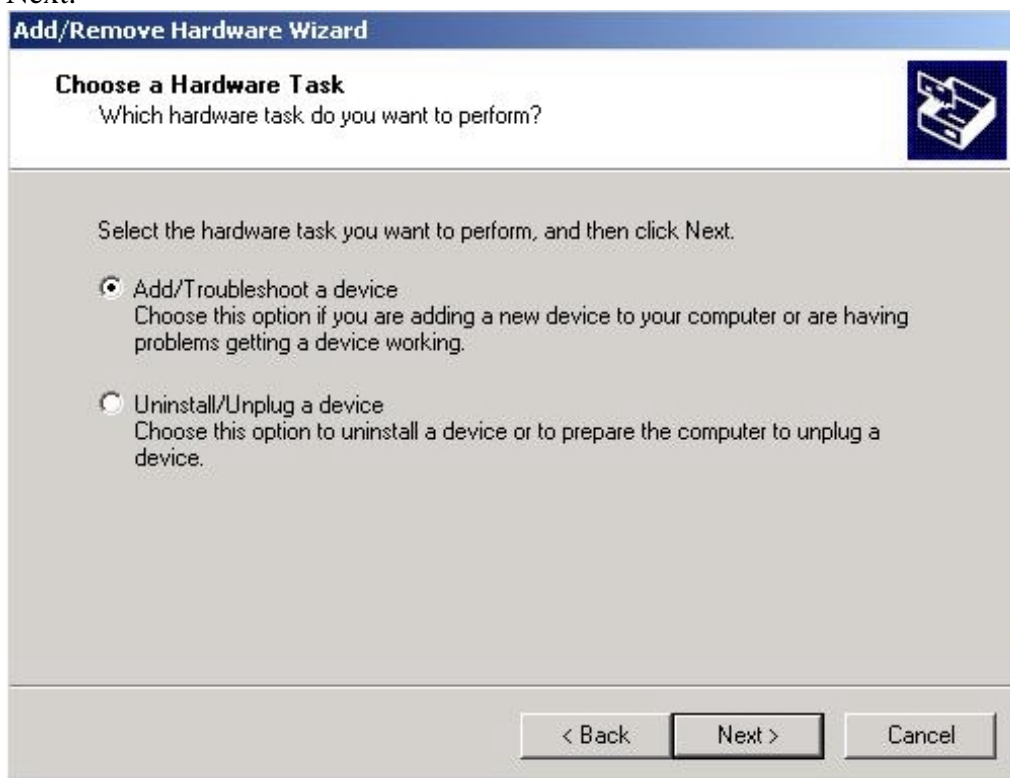 Next.
Add/Remove Hardware Wizard
Choose a Hardware Task
Which hardware task do you want to perform?
Select the hardware task you want to perform, and then click Next.
Add/Troubleshoot a device
Choose this option if you are adding a new device to your computer or are having
problems getting a device working.
Uninstall/Unplug a device
Choose this option to uninstall a device or to prepare the computer to unplug a
device.
< Back
Next >
Cancel